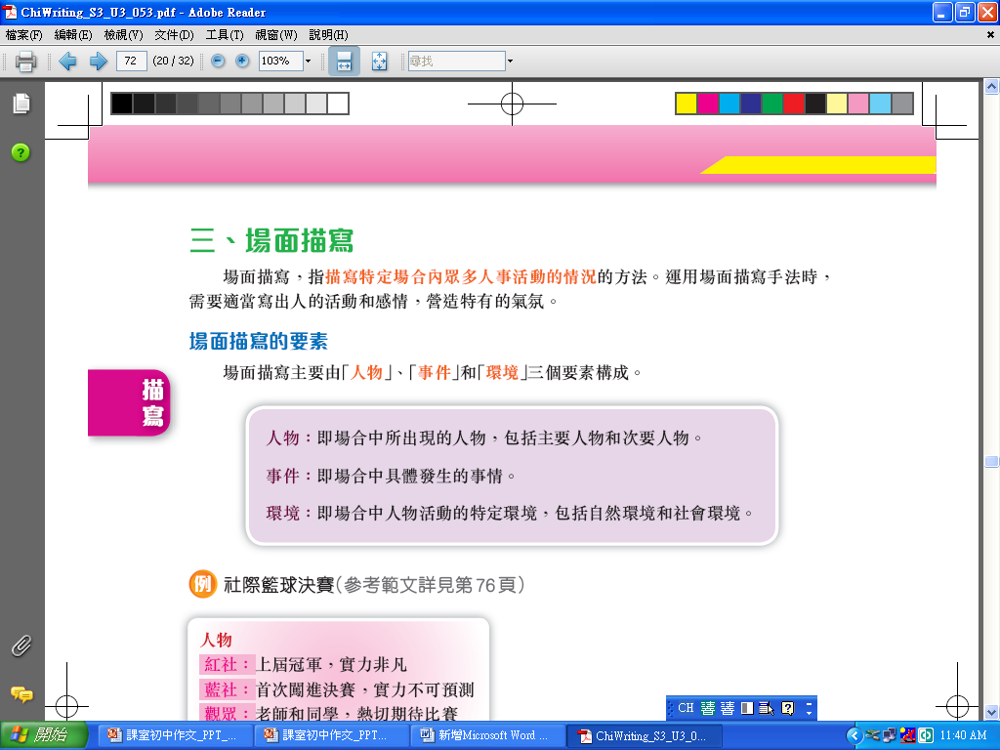 ChiWriting_S3_U3_053.pdf - Adobe Reader
檔案(F) 編輯(E) 檢視(V) 文件(D) 工具(T) 視窗(W) 說明(H)
72 (20 / 32) 103% 尋找
三、場面描寫
場面描寫，指描寫特定場合內眾多人事活動的情況的方法。運用場面描寫手法時，
需要適當寫出人的活動和感情，營造特有的氣氛。
場面描寫的要素
場面描寫主要由「人物」、「事件」和「環境」三個要素構成。
描
寫
人物：即場合中所出現的人物，包括主要人物和次要人物。
事件：即場合中具體發生的事情。
環境：即場合中人物活動的特定環境，包括自然環境和社會環境。
例 社際籃球決賽（參考範文詳見第76頁）
人物
紅社：上屆冠軍，實力非凡
藍社：首次闖進決賽，實力不可預測
觀眾：老師和同學，熱切期待比賽
CH
開始 課室初中作文_PPT_... 課室初中作文_PPT... 新增Microsoft Word ... ChiWriting_S3_U3_0... 11:40 AM